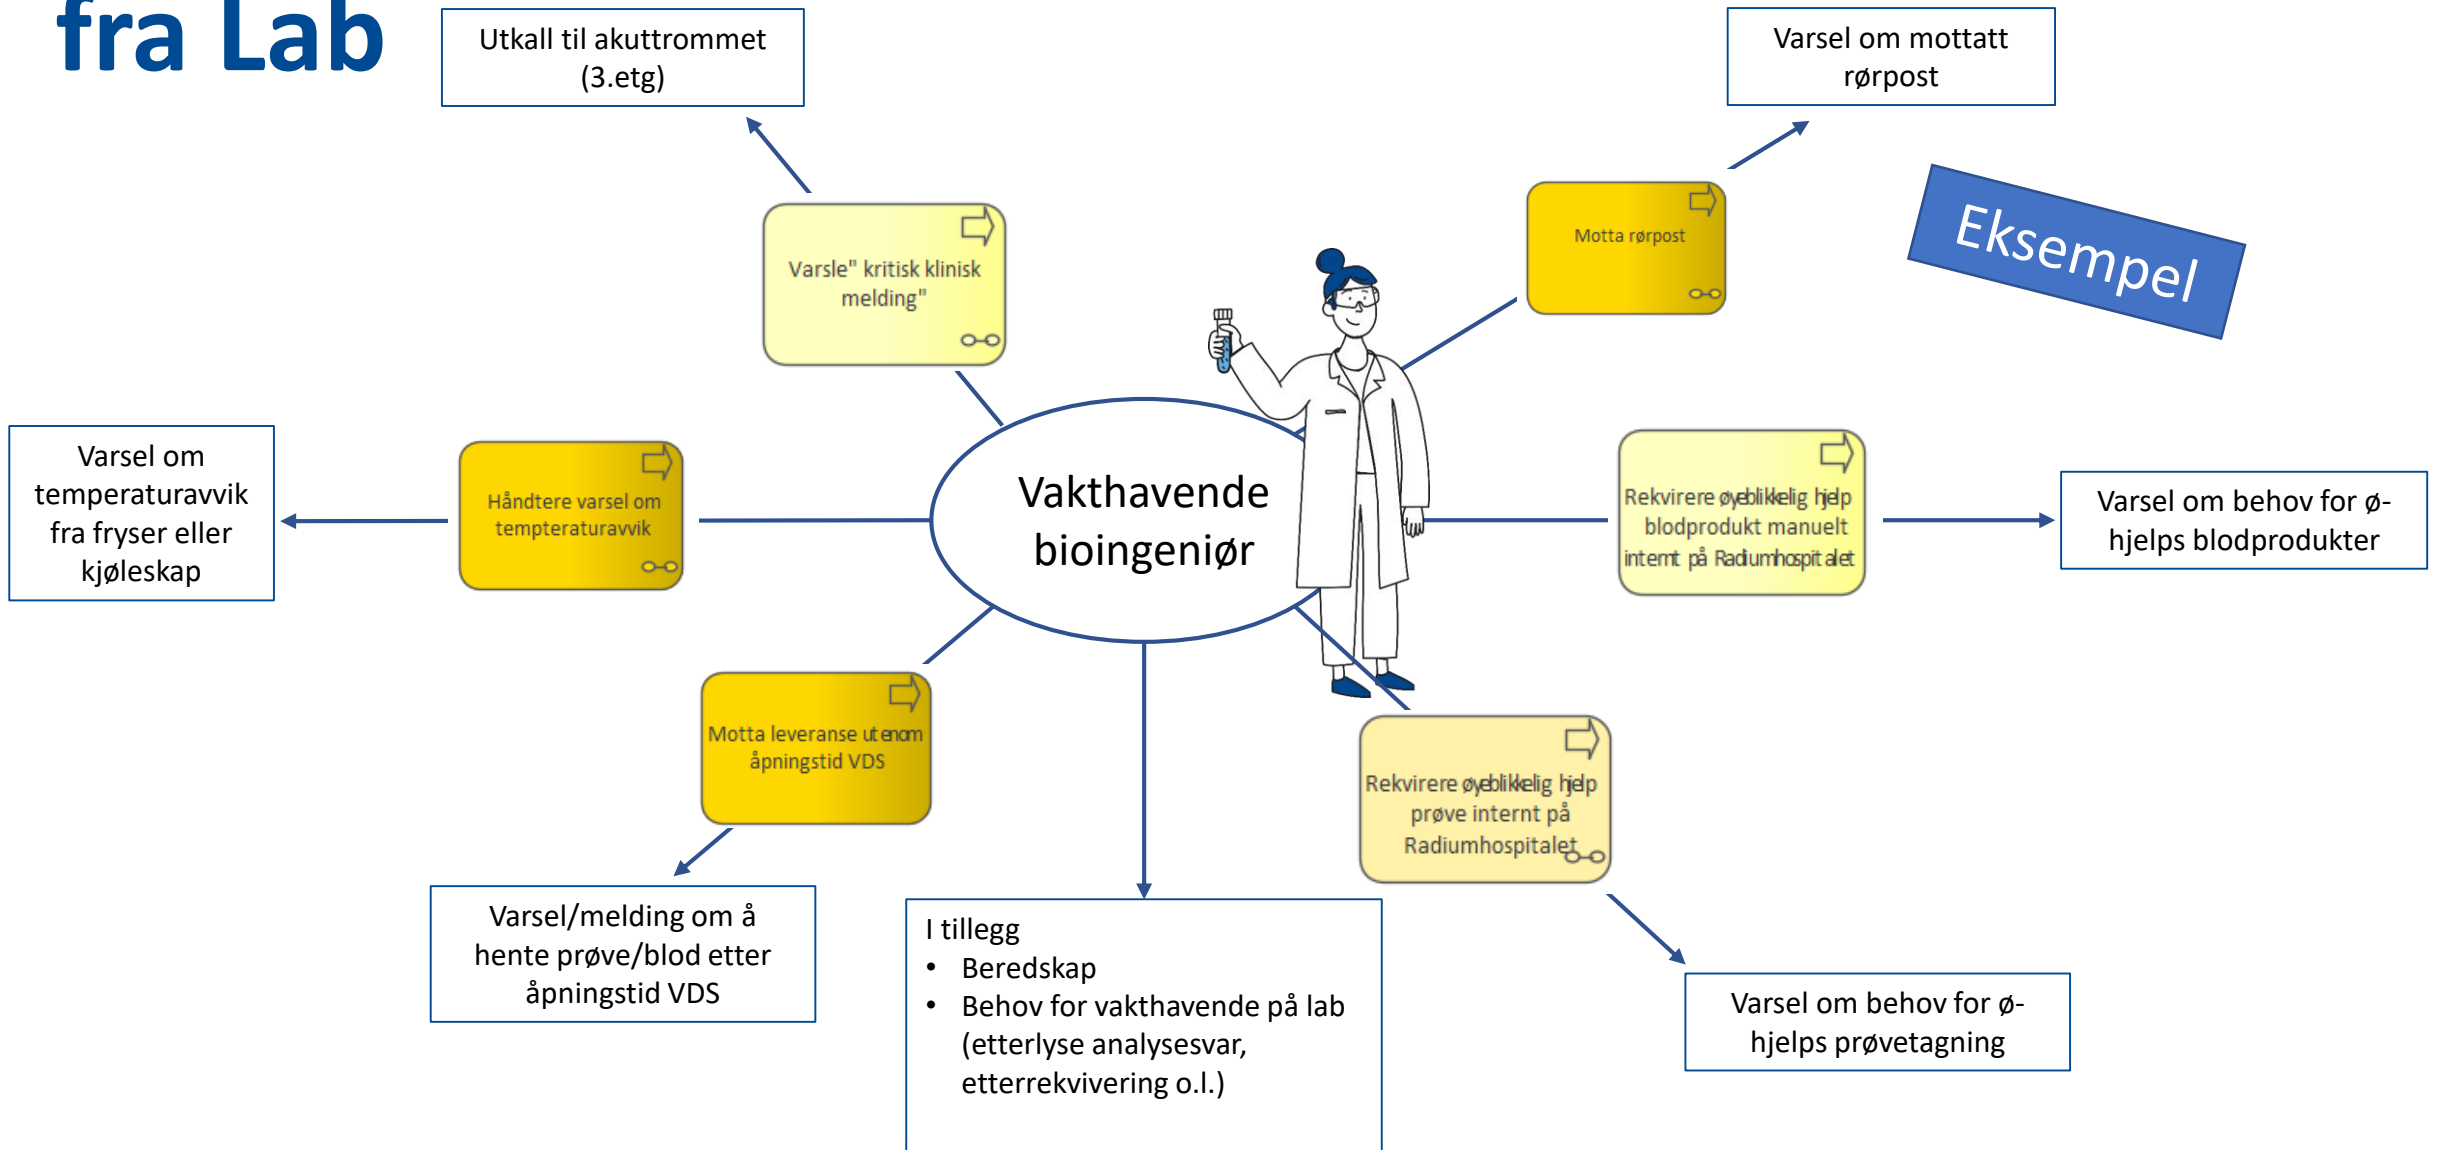 fra Lab
Utkall til akuttrommet
(3.etg)
Varsel om mottatt
rørpost
Eksempel
Motta rørpost
Varsle" kritisk klinisk
melding"
Varsel om
temperaturavvik
fra fryser eller
kjøleskap
Håndtere varsel om
tempteraturavvik
Vakthavende
bioingeniør
Rekvirere øyeblikkelig hjelp
blodprodukt manuelt
internt på Radiumhospitalet
Varsel om behov for ø-
hjelps blodprodukter
Motta leveranse utenom
åpningstid VDS
Rekvirere øyeblikkelig hjelp
prøve internt på
Radiumhospitalet
Varsel/melding om å
hente prøve/blod etter
åpningstid VDS
I tillegg
• Beredskap
• Behov for vakthavende på lab
(etterlyse analysesvar,
etterrekvivering o.l.)
Varsel om behov for ø-
hjelps prøvetagning